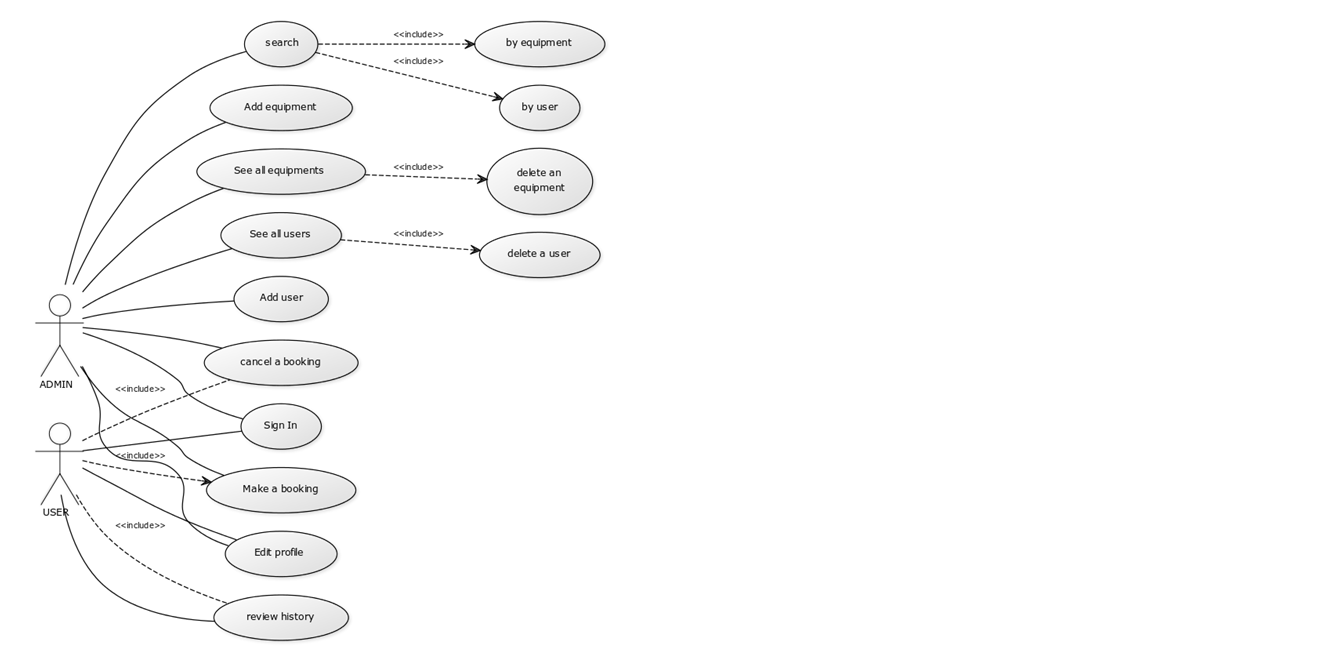 search
<<include>>
by equipment
<<include>>
by user
Add equipment
See all equipments
<<include>>
delete an
equipment
See all users
<<include>>
delete a user
Add user
cancel a booking
ADMIN
<<include>>
Sign In
<<include>>
Make a booking
USER
<<include>>
Edit profile
review history